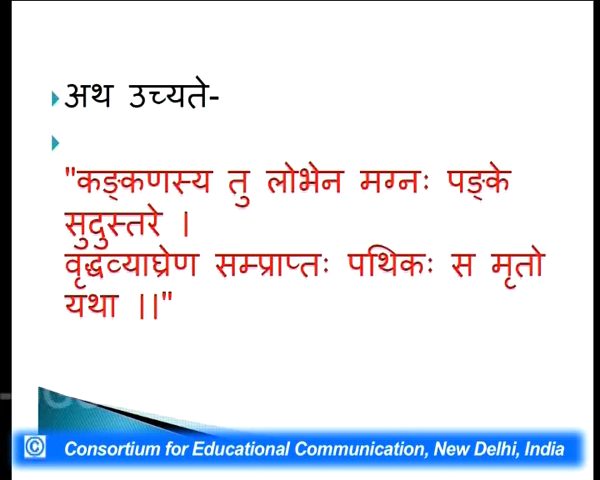 अथ उच्यते-
"कङ्कणस्य तु लोभेन मग्नः पङ्के
सुदुस्तरे ।
वृद्धव्याघ्रेण सम्प्राप्तः पथिकः स मृतो
यथा ।।"
© Consortium for Educational Communication, New Delhi, India